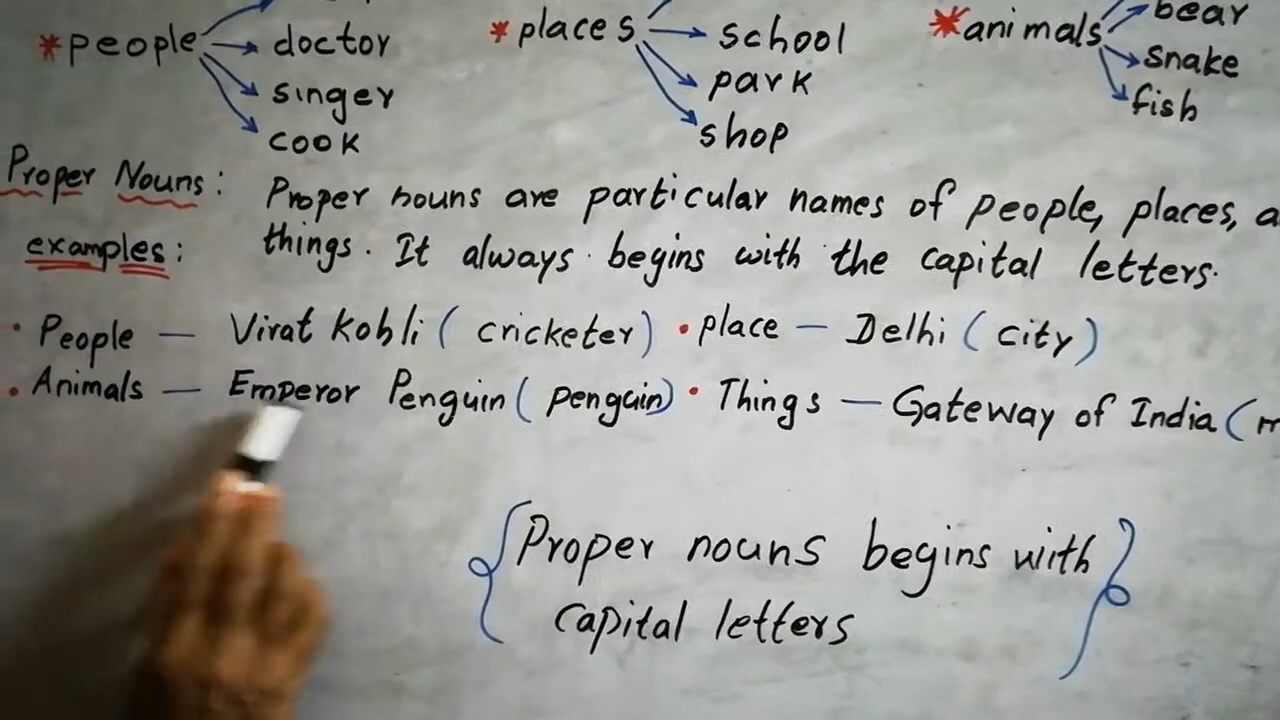 *people doctor *places school *animals bear
singer park snake
cook shop fish
Proper Nouns: Proper nouns are particular names of people, places,
examples: things. It always begins with the capital letters.
• People — Virat Kohli (cricketer) • place — Delhi (city)
• Animals — Emperor Penguin (penguin) • Things — Gateway of India (
{Proper nouns begins with
capital letters}